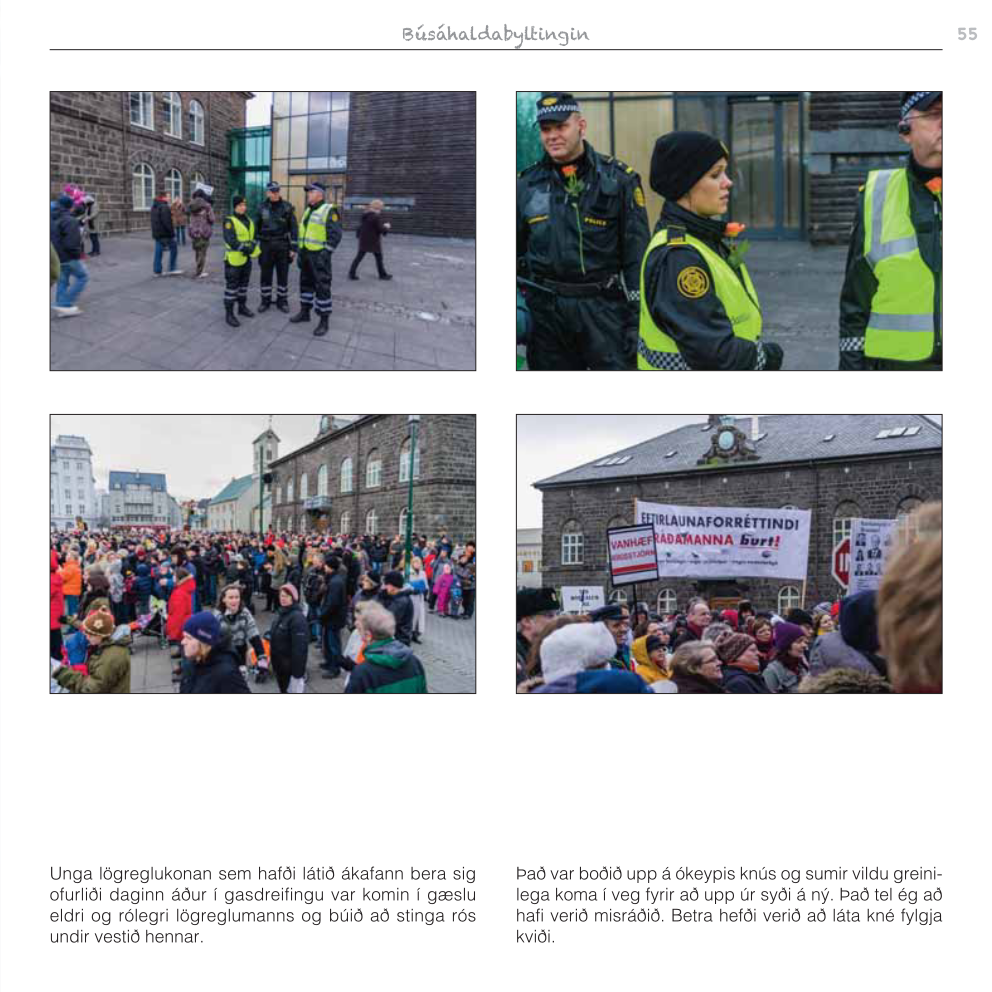 Búsáhaldabyltingin
55
POLICE
EFTIRLAUNAFORRÉTTINDI
RÁÐAMANNA burt!
VANHÆF
Unga lögreglukonan sem hafði látið ákafann bera sig
ofurliði daginn áður í gasdreifingu var komin í gæslu
eldri og rólegri lögreglumanns og búið að stinga rós
undir vestið hennar.
Það var boðið upp á ókeypis knús og sumir vildu greini-
lega koma í veg fyrir að upp úr syði á ný. Það tel ég að
hafi verið misráðið. Betra hefði verið að láta kné fylgja
kviði.